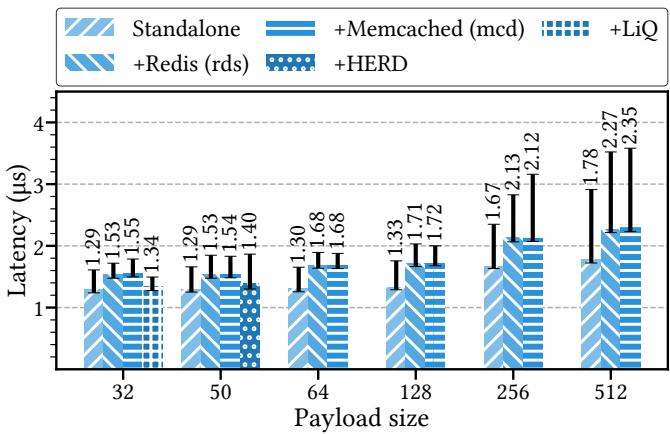 Standalone +Memcached (mcd) +LiQ
+Redis (rds) +HERD
Latency (μs)
4
3
2
1
1.29 1.53 1.55 1.34
1.29 1.53 1.54 1.40
1.30 1.68 1.68
1.33 1.71 1.72
1.67 2.13 2.12
1.78 2.27 2.35
32 50 64 128 256 512
Payload size